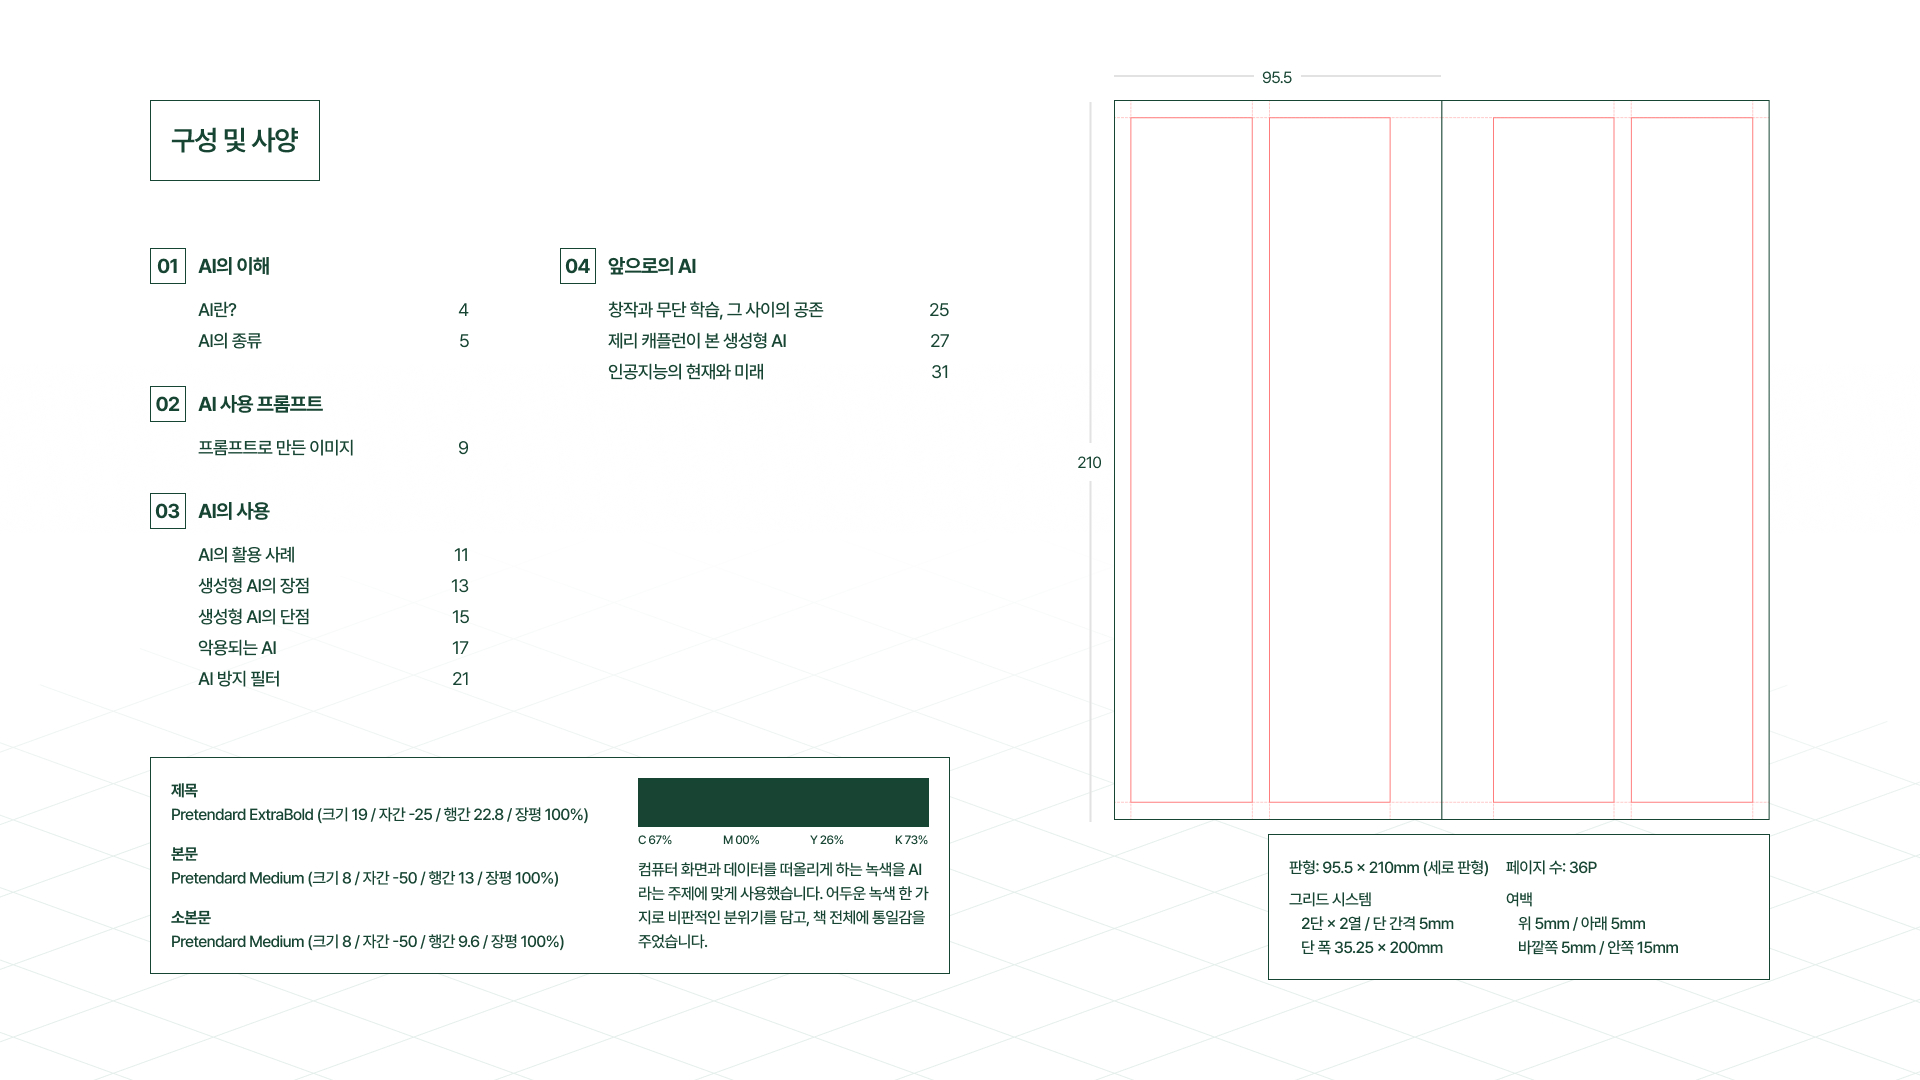 구성 및 사양
01 AI의 이해
AI란? 4
AI의 종류 5
02 AI 사용 프롬프트
프롬프트로 만든 이미지 9
03 AI의 사용
AI의 활용 사례 11
생성형 AI의 장점 13
생성형 AI의 단점 15
악용되는 AI 17
AI 방지 필터 21
04 앞으로의 AI
창작과 무단 학습, 그 사이의 공존 25
제리 캐플런이 본 생성형 AI 27
인공지능의 현재와 미래 31
제목
Pretendard ExtraBold (크기 19 / 자간 -25 / 행간 22.8 / 장평 100%)
본문
Pretendard Medium (크기 8 / 자간 -50 / 행간 13 / 장평 100%)
소본문
Pretendard Medium (크기 8 / 자간 -50 / 행간 9.6 / 장평 100%)
C 67% M 00% Y 26% K 73%
컴퓨터 화면과 데이터를 떠올리게 하는 녹색을 AI
라는 주제에 맞게 사용했습니다. 어두운 녹색 한 가
지로 비판적인 분위기를 담고, 책 전체에 통일감을
주었습니다.
95.5
210
판형: 95.5 × 210mm (세로 판형) 페이지 수: 36P
그리드 시스템
2단 × 2열 / 단 간격 5mm
단 폭 35.25 × 200mm
여백
위 5mm / 아래 5mm
바깥쪽 5mm / 안쪽 15mm